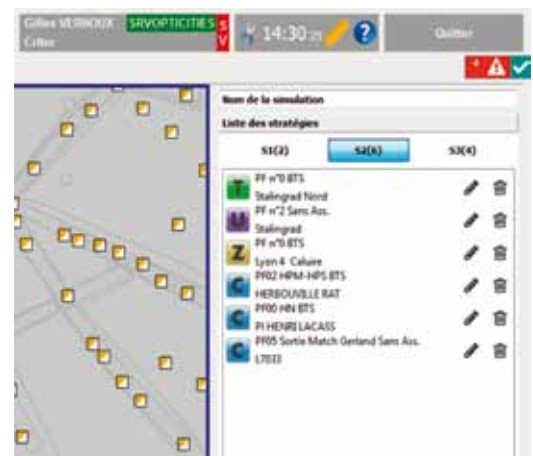 Gilles VERNOUX SRVOPTICITIES S
Criter V
14:30 ?
Quitter
Nom de la simulation
Liste des stratégies
S1(2) S2(6) S3(4)
T PF n°0 BTS
Stalingrad Nord
U PF n°2 Sans Ass.
Stalingrad
Z PF n°0 BTS
Lyon 4 Caluire
C PF02 HPM-HPS BTS
HERBOUVILLE RAT
C PF00 HN BTS
PI HENRI LACASS
C PF05 Sortie Match Gerland Sans Ass.
L7033